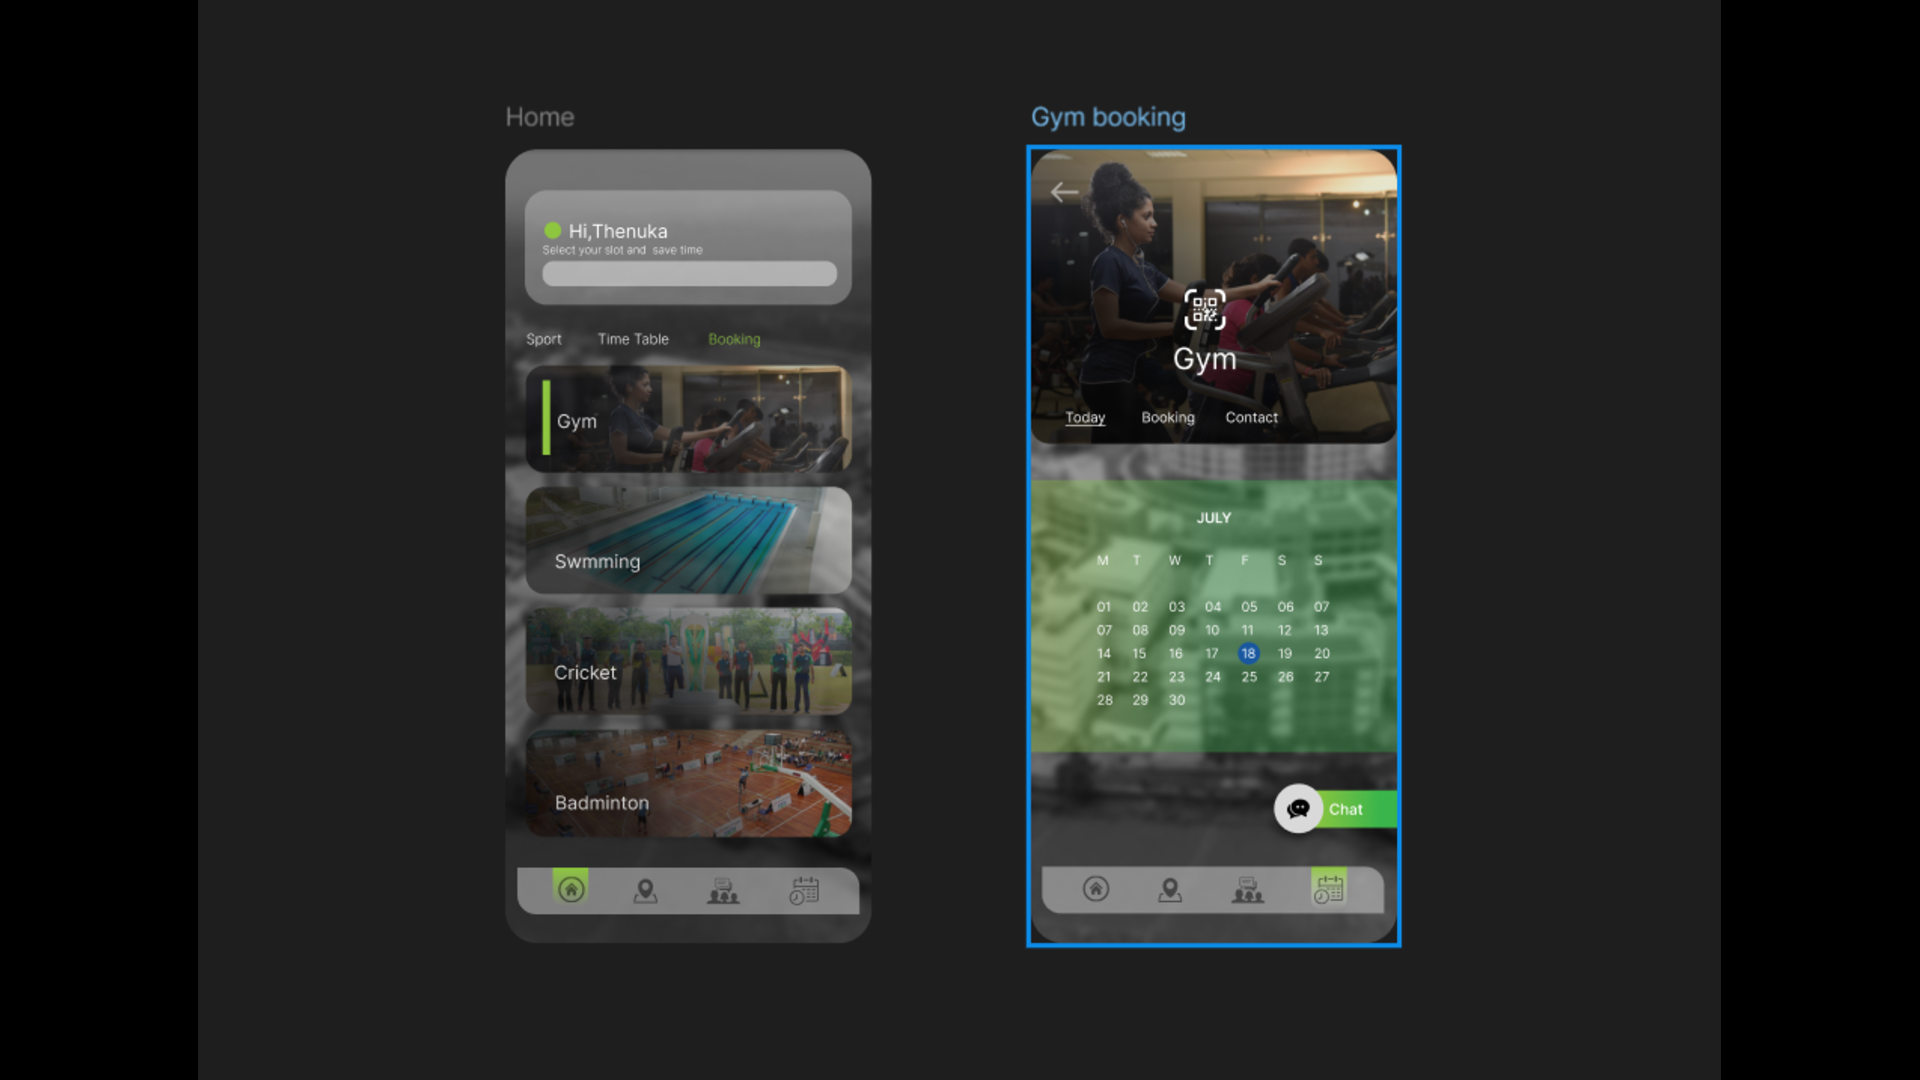 Home
Hi,Thenuka
Select your slot and save time
Sport Time Table Booking
Gym
Swmming
Cricket
Badminton
Gym booking
Gym
Today Booking Contact
JULY
M T W T F S S
01 02 03 04 05 06 07
07 08 09 10 11 12 13
14 15 16 17 18 19 20
21 22 23 24 25 26 27
28 29 30
Chat